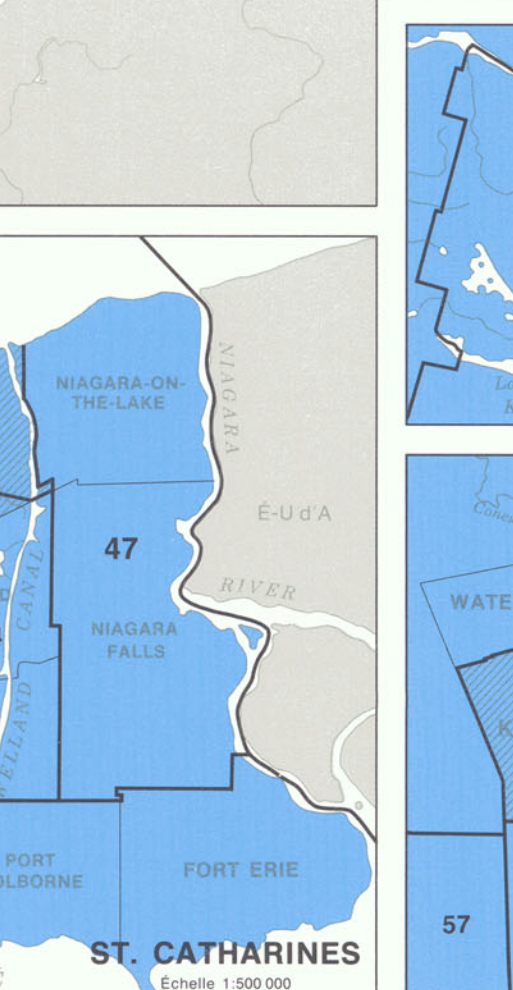 NIAGARA-ON-
THE-LAKE
NIAGARA
É-U d'A
47
RIVER
CANAL
WELLAND
NIAGARA
FALLS
PORT
FORT ERIE
ST. CATHARINES
Échelle 1:500 000
WATE
57